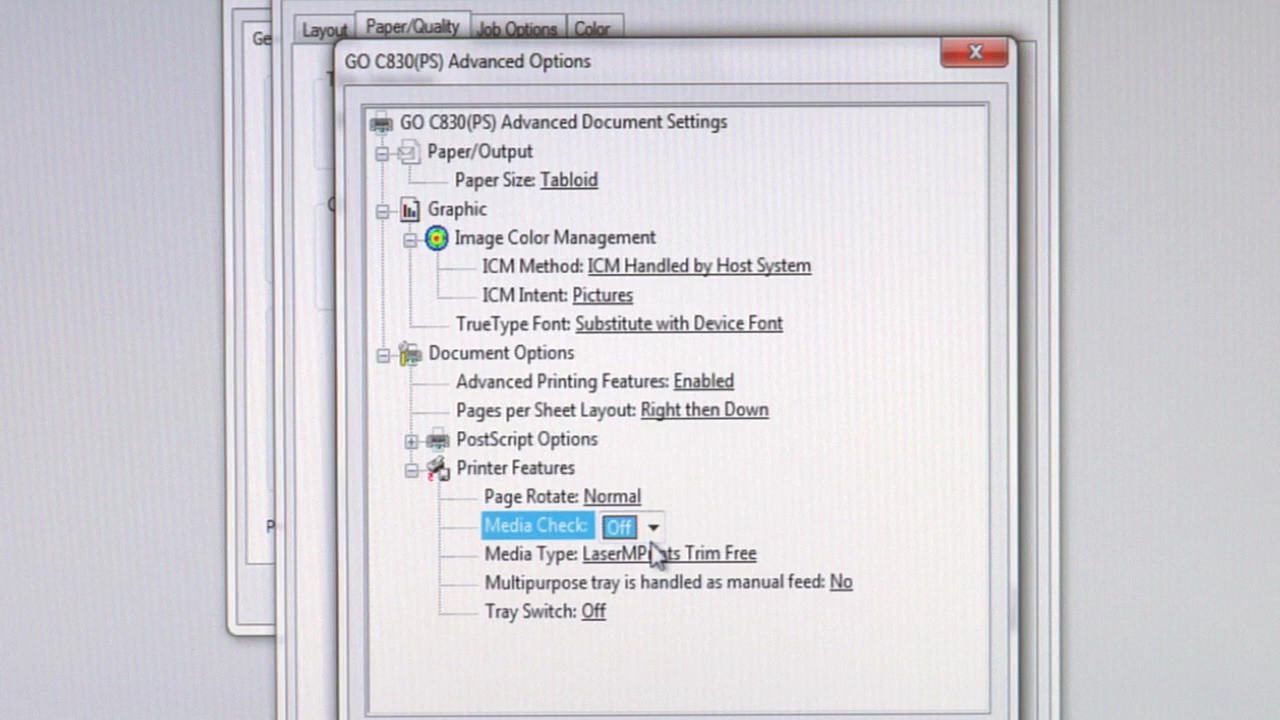 Layout Paper/Quality Job Options Color
Ge
GO C830(PS) Advanced Options
GO C830(PS) Advanced Document Settings
Paper/Output
Paper Size: Tabloid
Graphic
Image Color Management
ICM Method: ICM Handled by Host System
ICM Intent: Pictures
TrueType Font: Substitute with Device Font
Document Options
Advanced Printing Features: Enabled
Pages per Sheet Layout: Right then Down
PostScript Options
Printer Features
Page Rotate: Normal
Media Check: Off
Media Type: Trim Free
Multipurpose tray is handled as manual feed: No
Tray Switch: Off